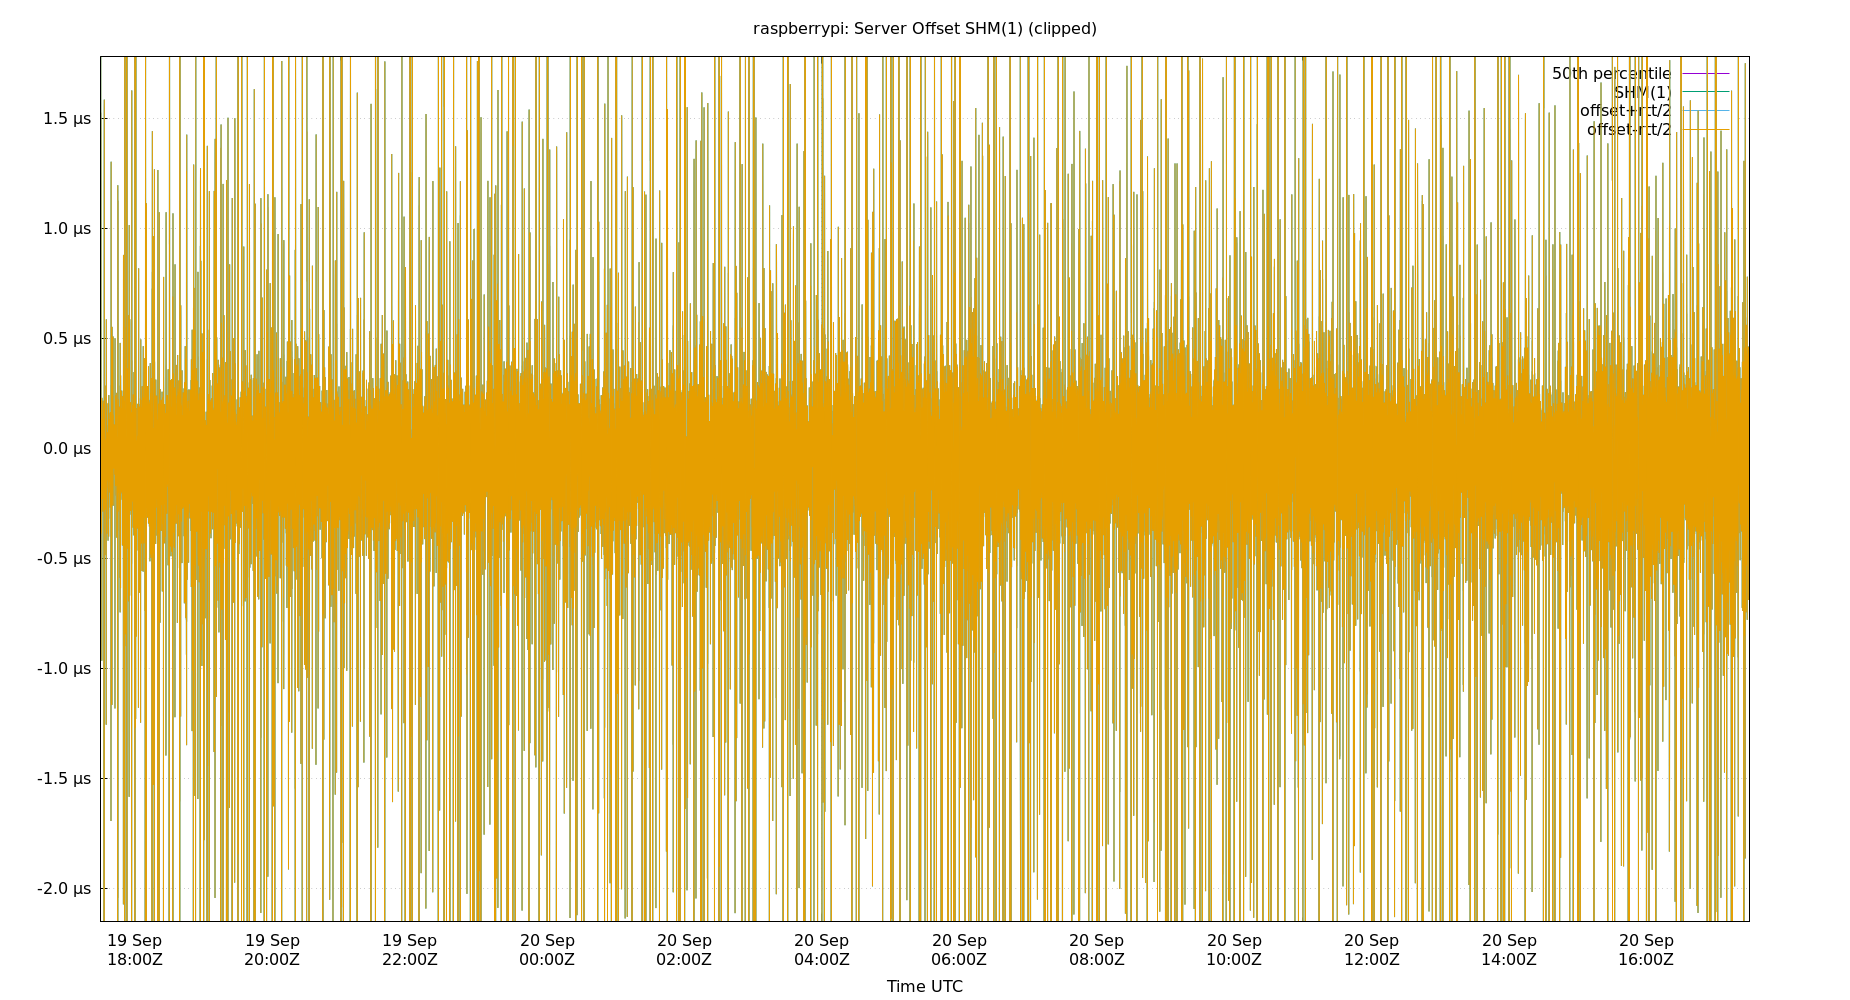 raspberrypi: Server Offset SHM(1) (clipped)
50th percentile
SHM(1)
offset+rtt/2
offset-rtt/2
1.5 µs
1.0 µs
0.5 µs
0.0 µs
-0.5 µs
-1.0 µs
-1.5 µs
-2.0 µs
19 Sep 19 Sep 19 Sep 20 Sep 20 Sep 20 Sep 20 Sep 20 Sep 20 Sep 20 Sep 20 Sep 20 Sep
18:00Z 20:00Z 22:00Z 00:00Z 02:00Z 04:00Z 06:00Z 08:00Z 10:00Z 12:00Z 14:00Z 16:00Z
Time UTC